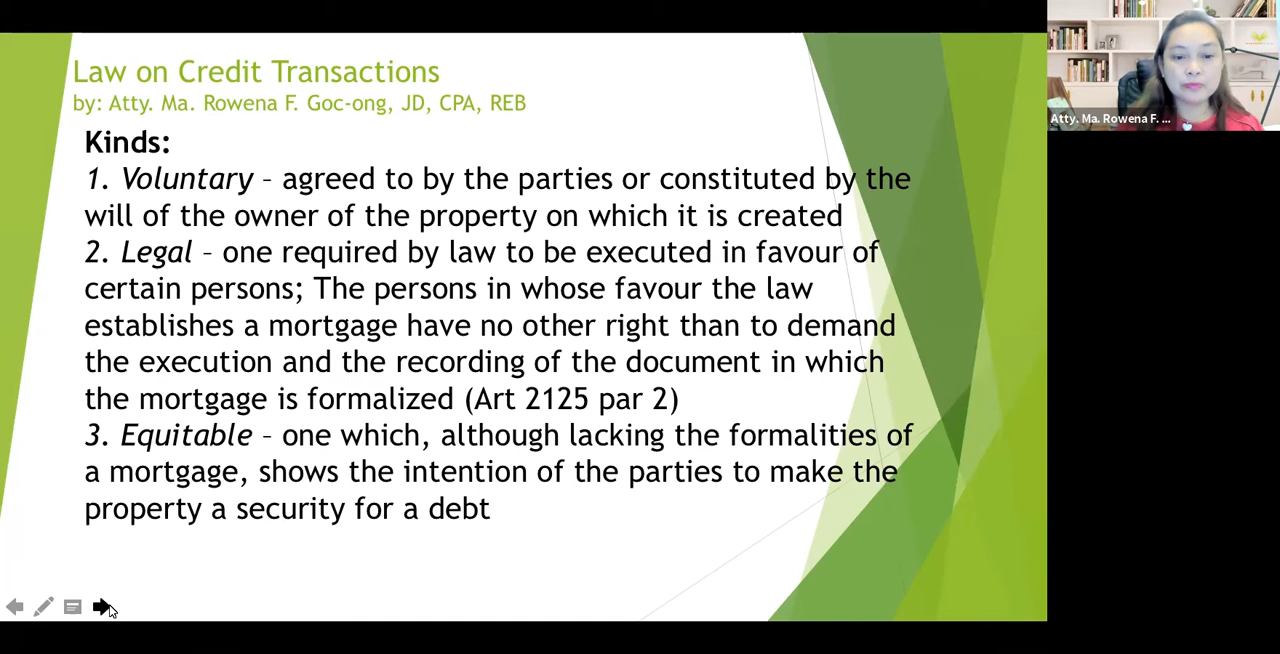 Law on Credit Transactions
by: Atty. Ma. Rowena F. Goc-ong, JD, CPA, REB
Kinds:
1. Voluntary – agreed to by the parties or constituted by the
will of the owner of the property on which it is created
2. Legal – one required by law to be executed in favour of
certain persons; The persons in whose favour the law
establishes a mortgage have no other right than to demand
the execution and the recording of the document in which
the mortgage is formalized (Art 2125 par 2)
3. Equitable – one which, although lacking the formalities of
a mortgage, shows the intention of the parties to make the
property a security for a debt
Atty. Ma. Rowena F. ...